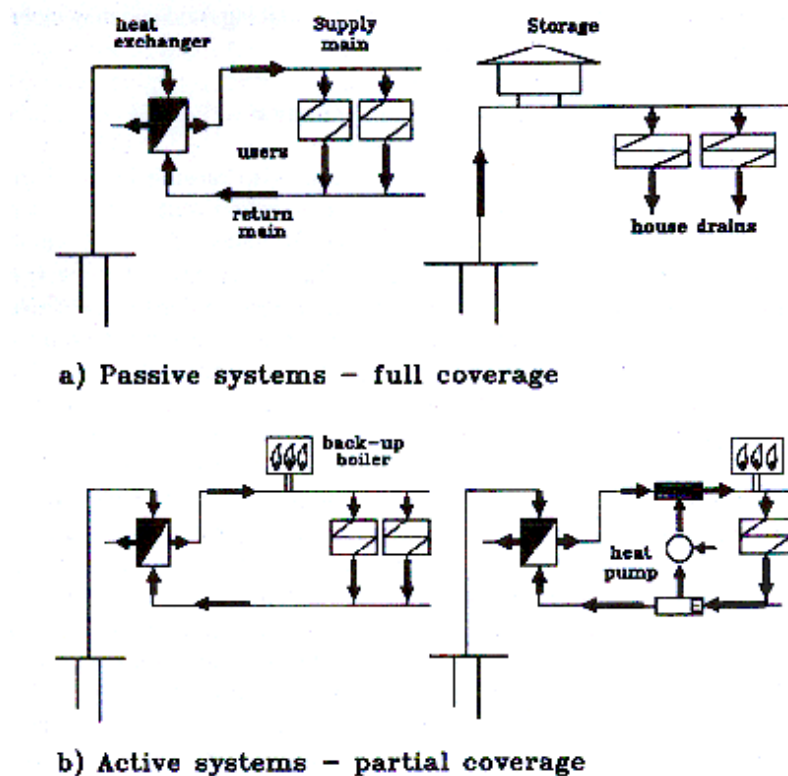 heat
exchanger
Supply
main
users
return
main
Storage
house drains
a) Passive systems – full coverage
back-up
boiler
heat
pump
b) Active systems – partial coverage